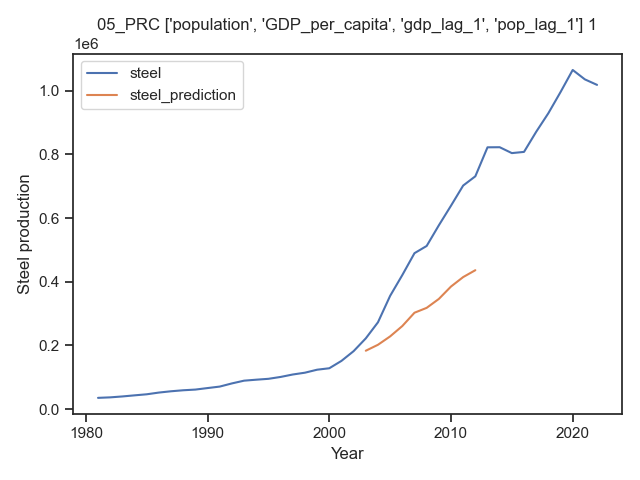 05_PRC ['population', 'GDP_per_capita', 'gdp_lag_1', 'pop_lag_1'] 1
1e6
steel
steel_prediction
1.0
0.8
0.6
0.4
0.2
0.0
Steel production
1980
1990
2000
2010
2020
Year